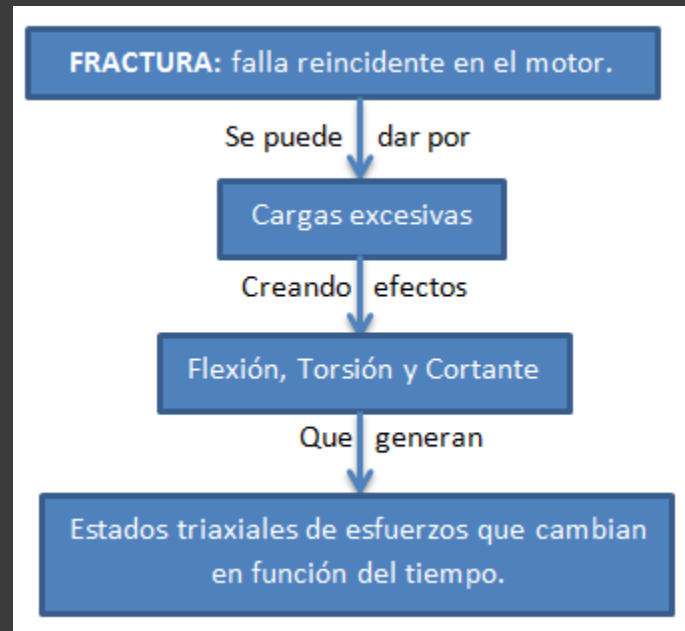 FRACTURA: falla reincidente en el motor.
Se puede dar por
Cargas excesivas
Creando efectos
Flexión, Torsión y Cortante
Que generan
Estados triaxiales de esfuerzos que cambian
en función del tiempo.